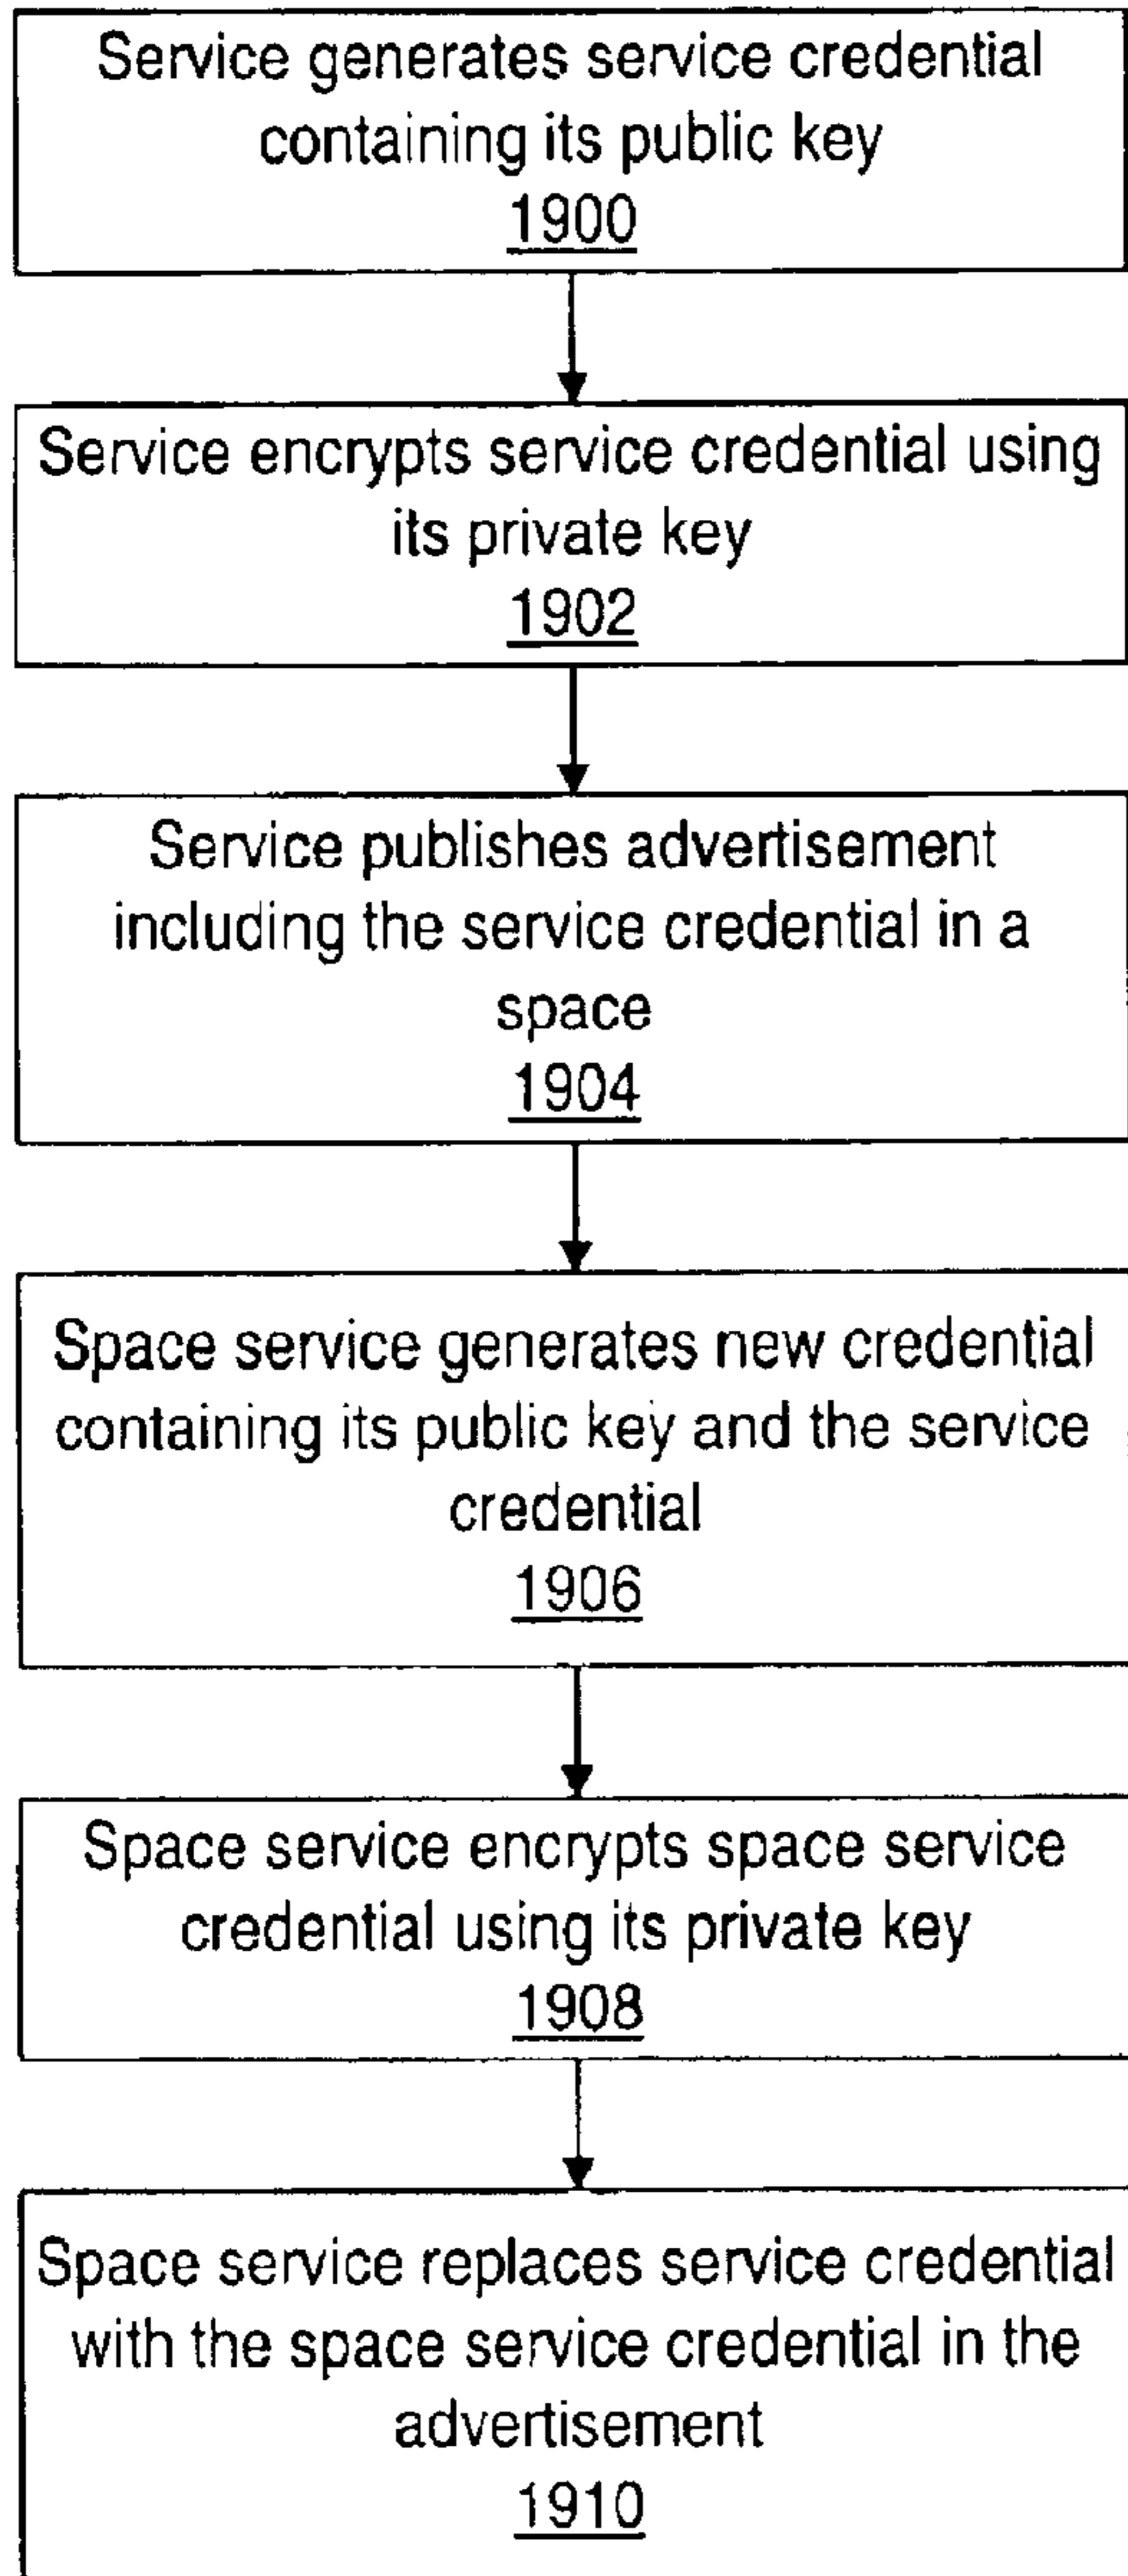 Service generates service credential
containing its public key
1900
Service encrypts service credential using
its private key
1902
Service publishes advertisement
including the service credential in a
space
1904
Space service generates new credential
containing its public key and the service
credential
1906
Space service encrypts space service
credential using its private key
1908
Space service replaces service credential
with the space service credential in the
advertisement
1910